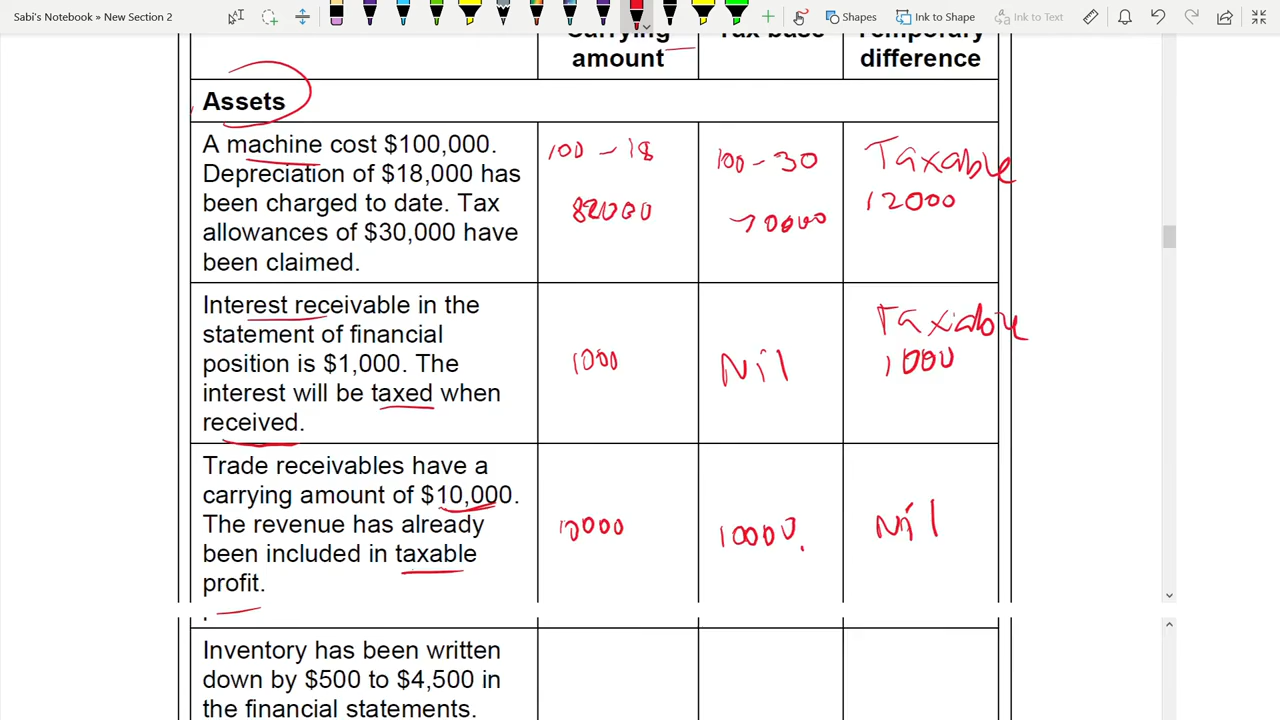 Sabi's Notebook » New Section 2
Shapes
Ink to Shape
Ink to Text
Carrying amount
Tax base
Temporary difference
Assets
A machine cost $100,000.
Depreciation of $18,000 has
been charged to date. Tax
allowances of $30,000 have
been claimed.
100 - 18
82000
100 - 30
70000
Taxable
12000
Interest receivable in the
statement of financial
position is $1,000. The
interest will be taxed when
received.
1000
Nil
Taxable
1000
Trade receivables have a
carrying amount of $10,000.
The revenue has already
been included in taxable
profit.
10000
10000.
Nil
Inventory has been written
down by $500 to $4,500 in
the financial statements.